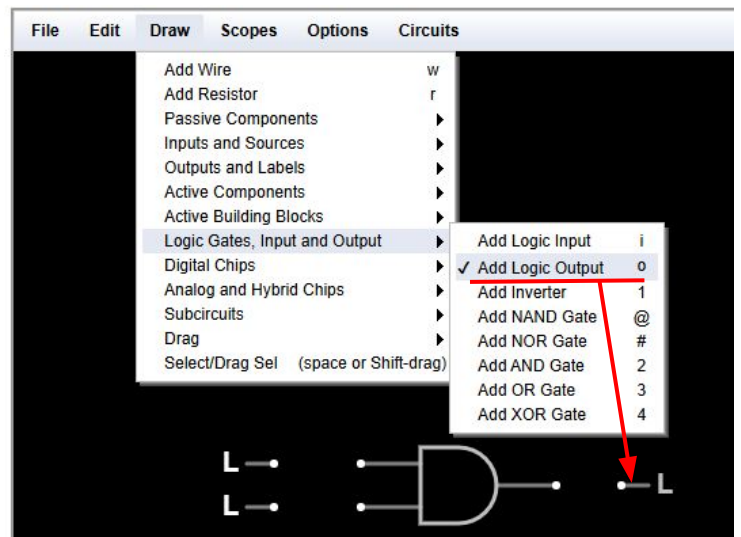 File Edit Draw Scopes Options Circuits
Add Wire w
Add Resistor r
Passive Components
Inputs and Sources
Outputs and Labels
Active Components
Active Building Blocks
Logic Gates, Input and Output
Digital Chips
Analog and Hybrid Chips
Subcircuits
Drag
Select/Drag Sel (space or Shift-drag)
Add Logic Input i
✓ Add Logic Output o
Add Inverter 1
Add NAND Gate @
Add NOR Gate #
Add AND Gate 2
Add OR Gate 3
Add XOR Gate 4
L
L
L